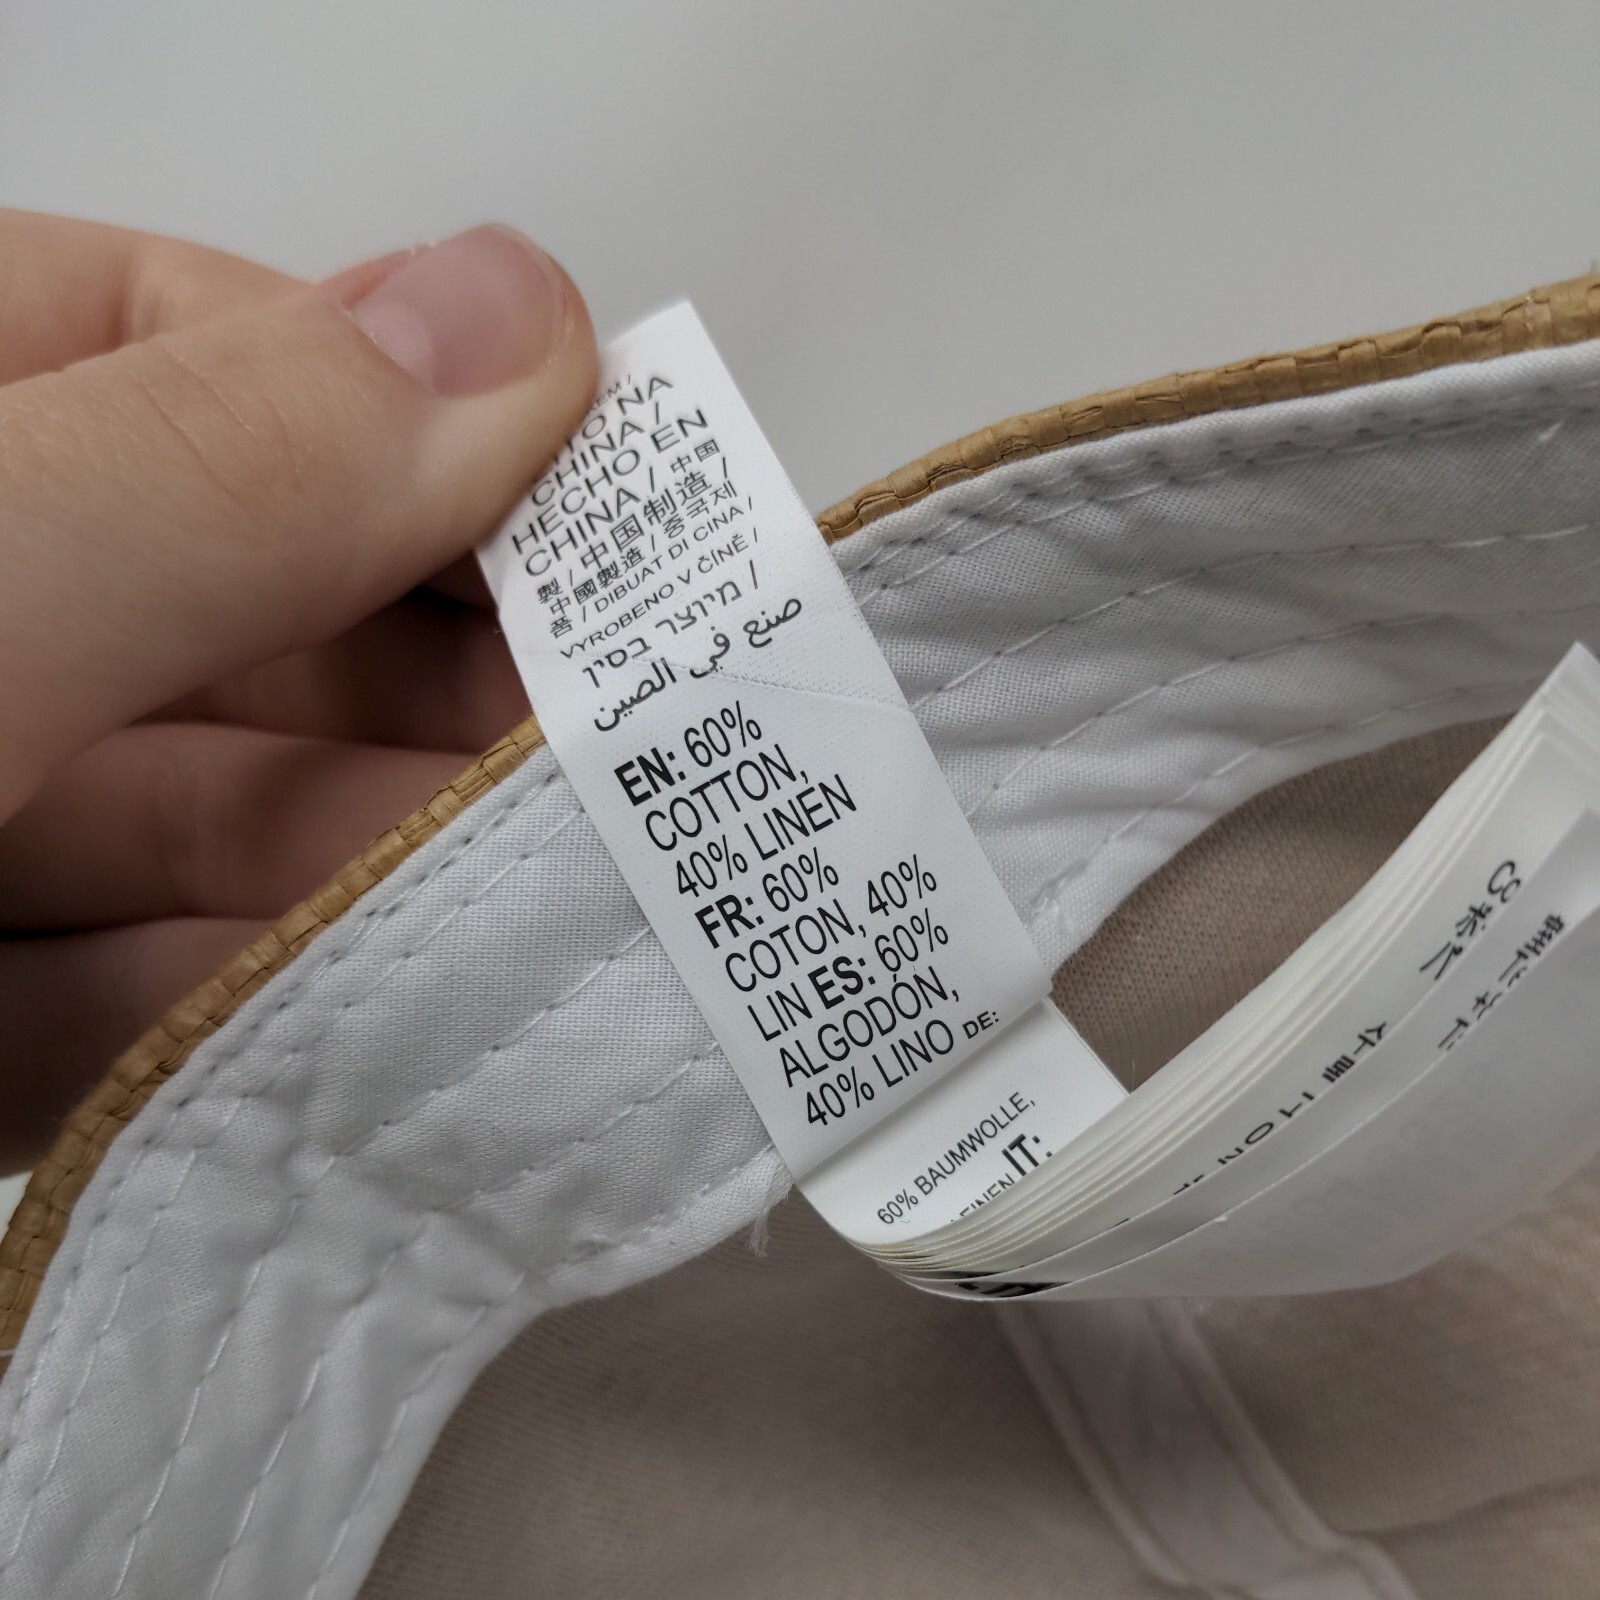 NA
CHINA /
HECHO EN
CHINA / 中国
製 / 中国制造 /
中國製造 / 중국제
품 / DIBUAT DI CINA /
VYROBENO V ČÍNĚ /
מיוצר בסין /
صنع في الصين
EN: 60%
COTTON,
40% LINEN
FR: 60%
COTON, 40%
LIN ES: 60%
ALGODÓN,
40% LINO DE:
60% BAUMWOLLE,
IT: